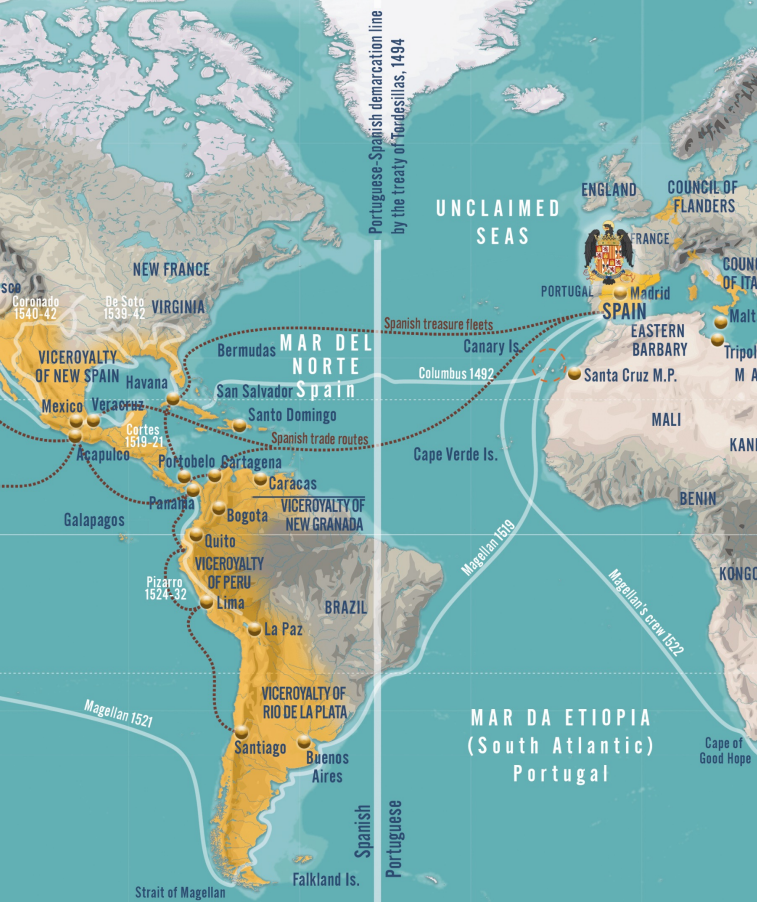 Portuguese-Spanish demarcation line
by the treaty of Tordesillas, 1494
UNCLAIMED
SEAS
ENGLAND
COUNCIL OF
FLANDERS
FRANCE
NEW FRANCE
PORTUGAL
Madrid
SPAIN
Coronado
1540-42
De Soto
1539-42
VIRGINIA
Spanish treasure fleets
EASTERN
BARBARY
Bermudas
MAR DEL
NORTE
Spain
Canary Is.
VICEROYALTY
OF NEW SPAIN
Havana
Columbus 1492
Santa Cruz M.P.
San Salvador
Mexico
Veracruz
Santo Domingo
MALI
Cortes
1519-21
Spanish trade routes
Acapulco
Cape Verde Is.
Portobelo
Cartagena
Caracas
Panama
BENIN
VICEROYALTY OF
NEW GRANADA
Galapagos
Bogota
Quito
Magellan 1519
VICEROYALTY
OF PERU
Pizarro
1524-32
Lima
BRAZIL
Magellan's crew 1522
La Paz
VICEROYALTY OF
RIO DE LA PLATA
Magellan 1521
MAR DA ETIOPIA
(South Atlantic)
Portugal
Santiago
Buenos
Aires
Cape of
Good Hope
Spanish
Portuguese
Falkland Is.
Strait of Magellan
sco
COUN
OF ITA
Malt
Tripol
M A
KAN
KONGO